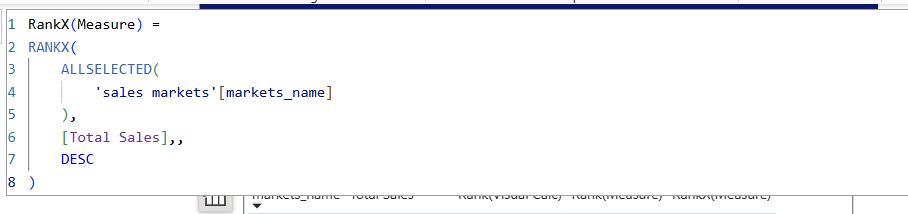 1 RankX(Measure) =
2 RANKX(
3 ALLSELECTED(
4 'sales markets'[markets_name]
5 ),
6 [Total Sales],,
7 DESC
8 )
markets_name Total Sales Rank(Visual Calc) Rank(Measure) RankX(Measure)